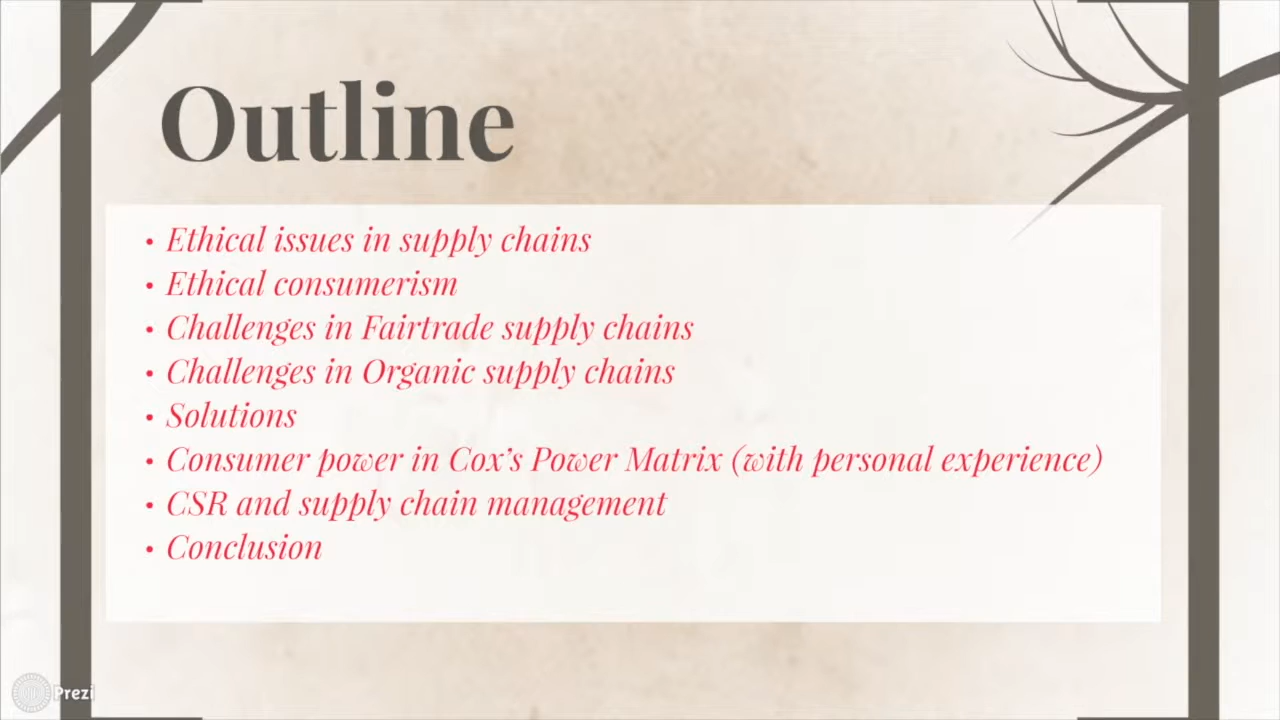 Outline
• Ethical issues in supply chains
• Ethical consumerism
• Challenges in Fairtrade supply chains
• Challenges in Organic supply chains
• Solutions
• Consumer power in Cox's Power Matrix (with personal experience)
• CSR and supply chain management
• Conclusion
Prezi